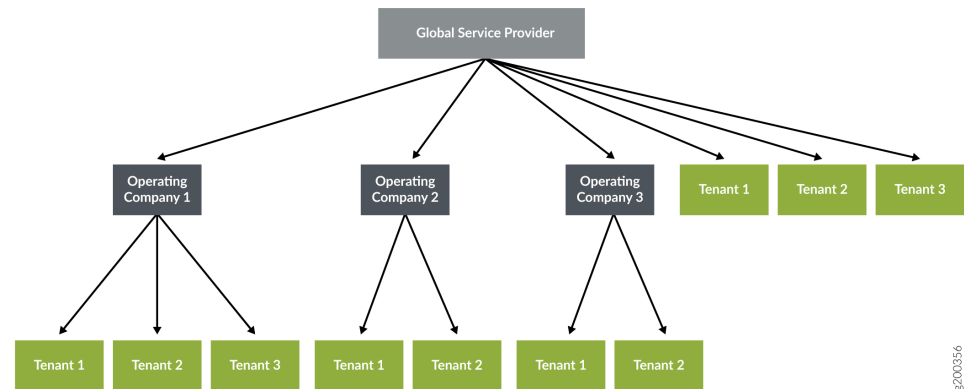 Global Service Provider
Operating
Company 1
Operating
Company 2
Operating
Company 3
Tenant 1
Tenant 2
Tenant 3
Tenant 1
Tenant 2
Tenant 3
Tenant 1
Tenant 2
Tenant 1
Tenant 2
g200356